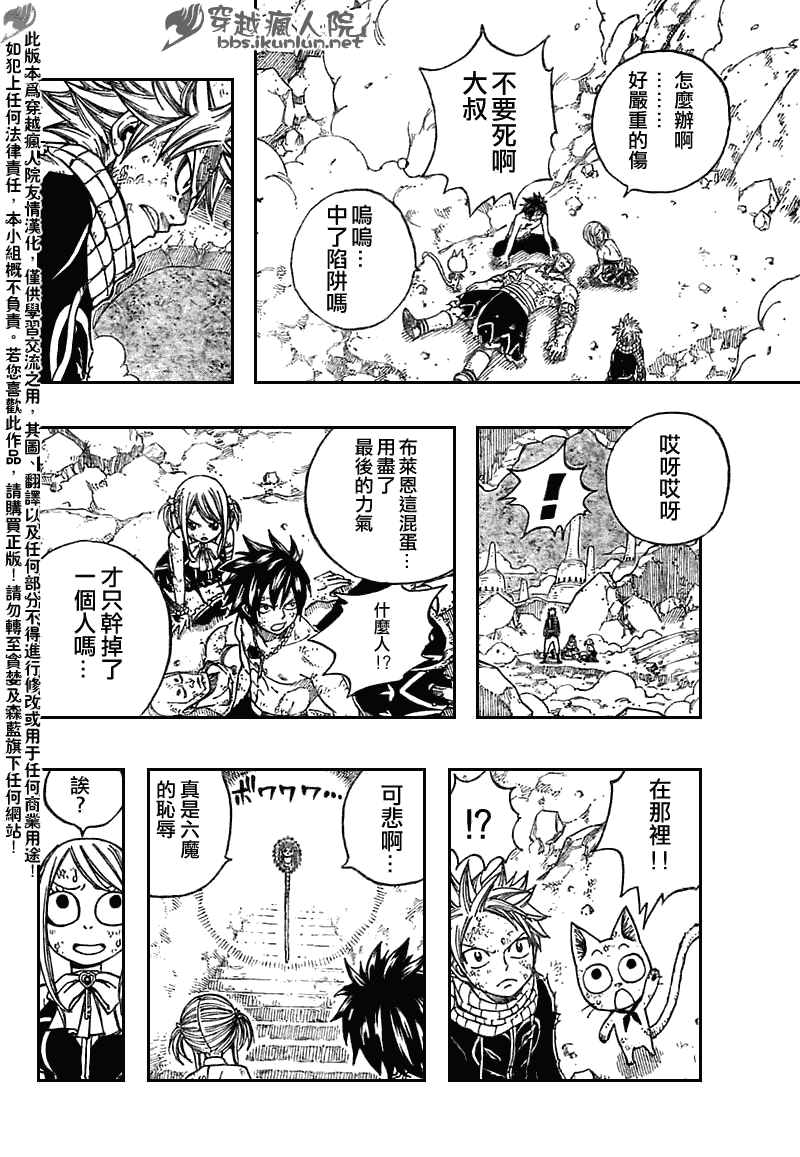 穿越瘋人院
bbs.ikunlun.net
此版本爲穿越瘋人院友情漢化，僅供學習交流之用，其圖、翻譯以及任何部分不得進行修改或用于任何商業用途！
如犯上任何法律責任，本小組概不負責。若您喜歡此作品，請購買正版！請勿轉至貪婪及森藍旗下任何網站！
怎麼辦啊
………
好嚴重的傷
不要死啊
大叔
嗚嗚…
中了陷阱嗎
哎呀哎呀
！
布萊恩這混蛋…
用盡了
最後的力氣
什麼人!?
才只幹掉了
一個人嗎…
在那裡!!
!?
可悲啊…
ボワワワ…
真是六魔
的恥辱
誒?